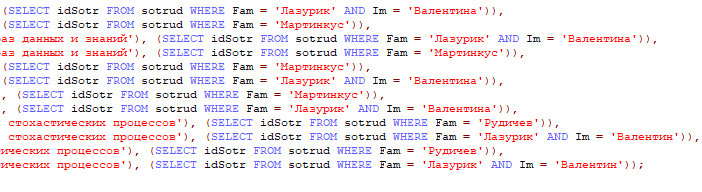 (SELECT idSotr FROM sotrud WHERE Fam = 'Лазурик' AND Im = 'Валентина')),
(SELECT idSotr FROM sotrud WHERE Fam = 'Мартинкус')),
аз данных и знаний'), (SELECT idSotr FROM sotrud WHERE Fam = 'Лазурик' AND Im = 'Валентина')),
аз данных и знаний'), (SELECT idSotr FROM sotrud WHERE Fam = 'Мартинкус')),
(SELECT idSotr FROM sotrud WHERE Fam = 'Мартинкус')),
(SELECT idSotr FROM sotrud WHERE Fam = 'Лазурик' AND Im = 'Валентина')),
, (SELECT idSotr FROM sotrud WHERE Fam = 'Мартинкус')),
, (SELECT idSotr FROM sotrud WHERE Fam = 'Лазурик' AND Im = 'Валентина')),
стохастических процессов'), (SELECT idSotr FROM sotrud WHERE Fam = 'Рудичев')),
стохастических процессов'), (SELECT idSotr FROM sotrud WHERE Fam = 'Лазурик' AND Im = 'Валентин')),
ических процессов'), (SELECT idSotr FROM sotrud WHERE Fam = 'Рудичев')),
ических процессов'), (SELECT idSotr FROM sotrud WHERE Fam = 'Лазурик' AND Im = 'Валентин'));